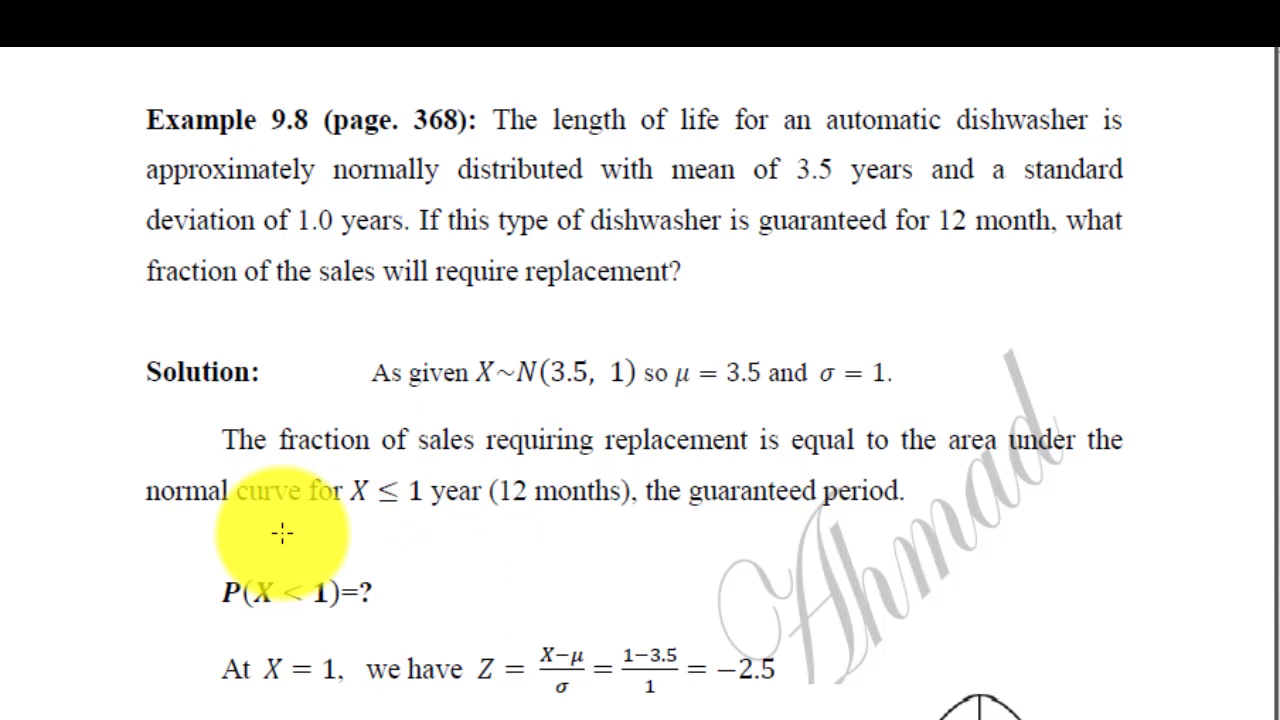 Example 9.8 (page. 368): The length of life for an automatic dishwasher is
approximately normally distributed with mean of 3.5 years and a standard
deviation of 1.0 years. If this type of dishwasher is guaranteed for 12 month, what
fraction of the sales will require replacement?
Solution: As given X~N(3.5, 1) so μ = 3.5 and σ = 1.
The fraction of sales requiring replacement is equal to the area under the
normal curve for X ≤ 1 year (12 months), the guaranteed period.
P(X < 1)=?
At X = 1, we have Z = X−μ/σ = 1−3.5/1 = −2.5
Ahmad